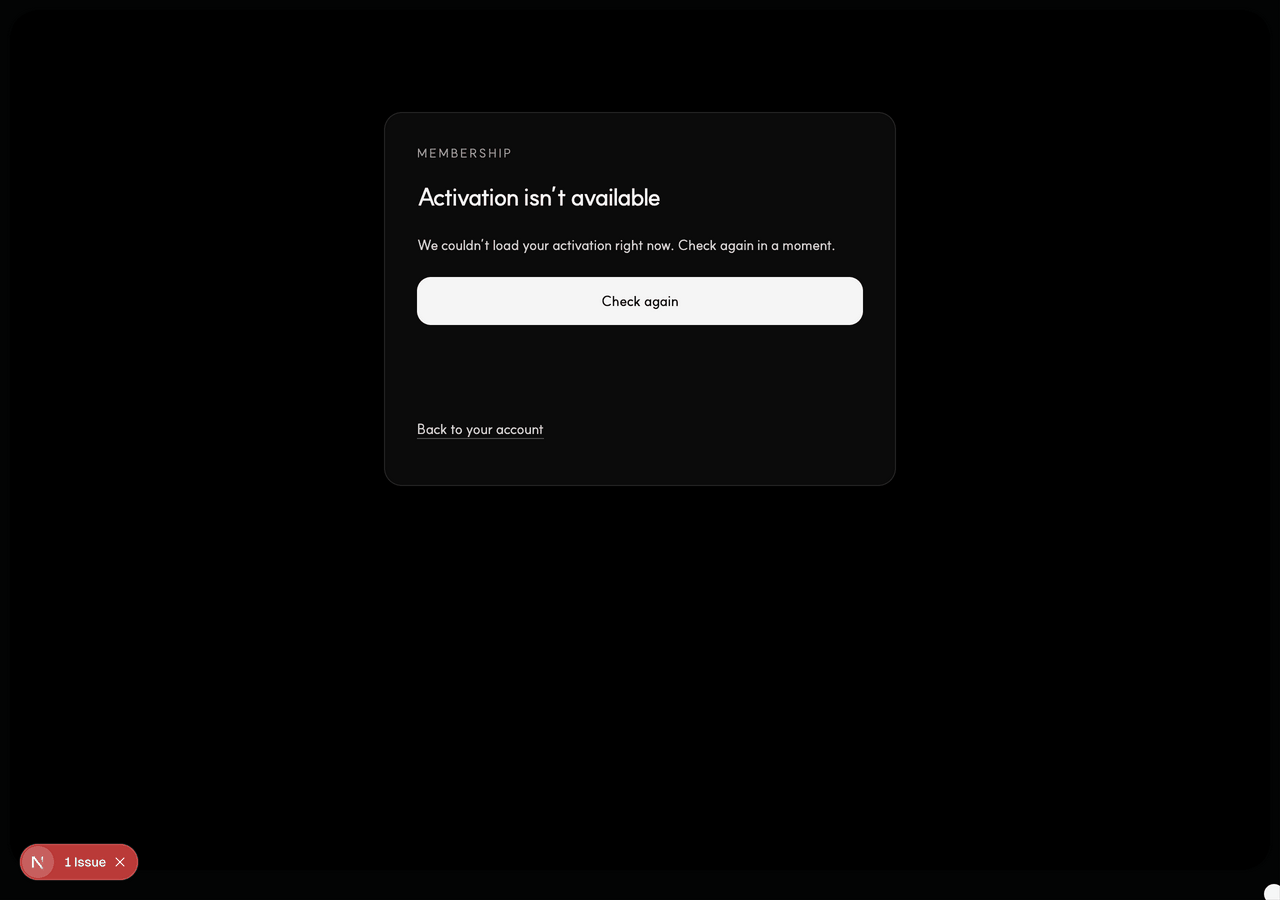 MEMBERSHIP
Activation isn't available
We couldn't load your activation right now. Check again in a moment.
Check again
Back to your account
N
1 Issue